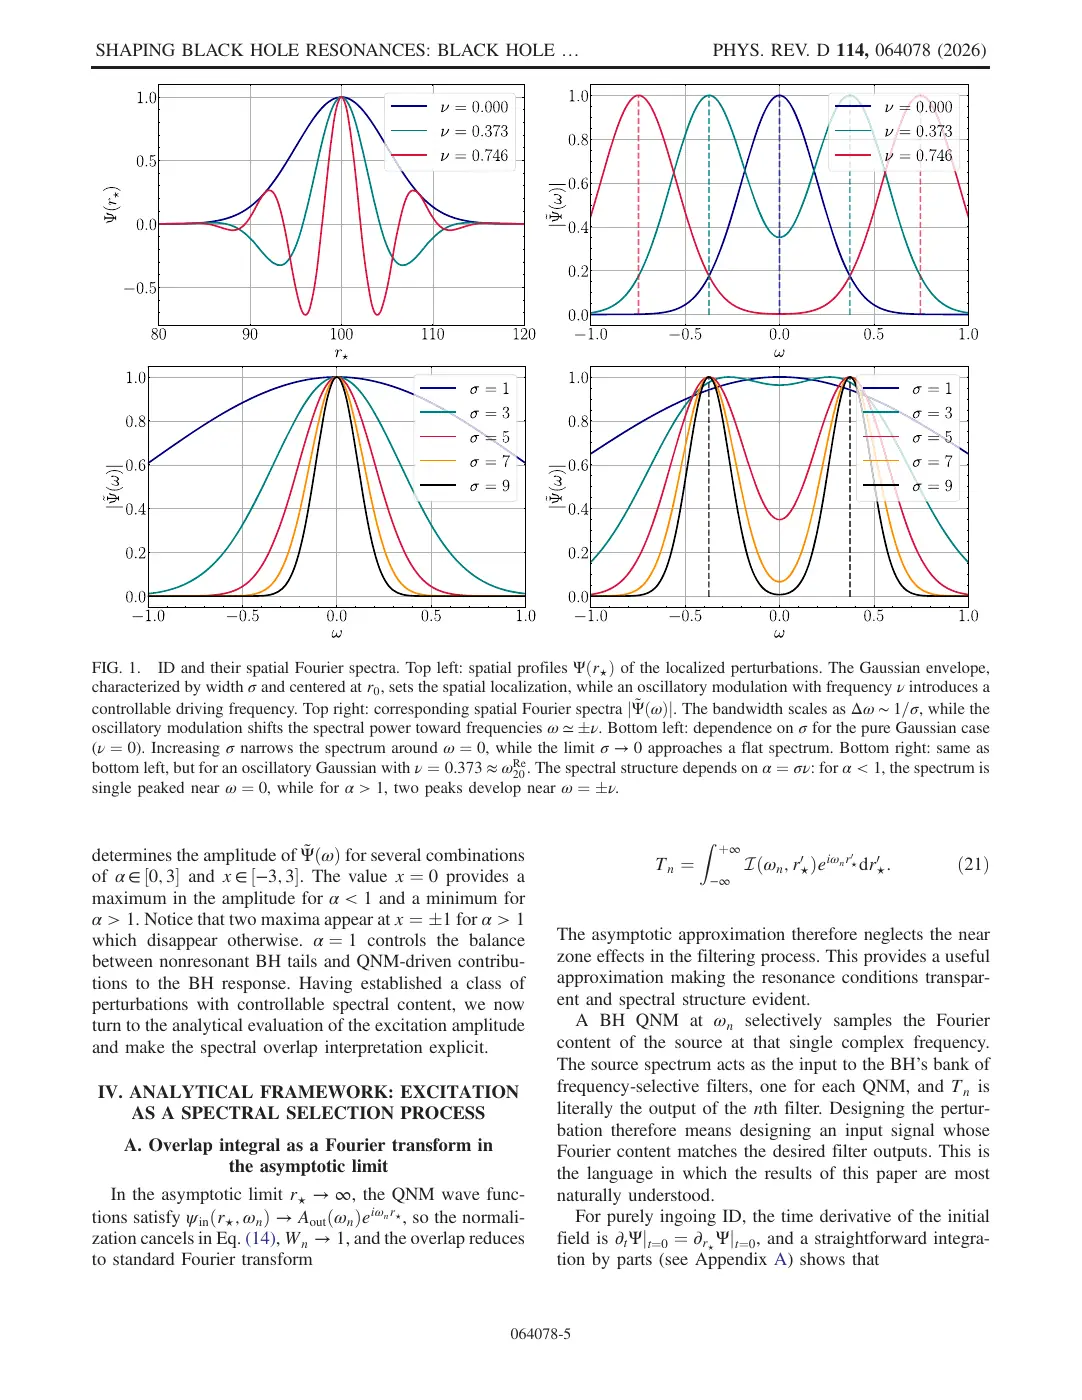 SHAPING BLACK HOLE RESONANCES: BLACK HOLE …
PHYS. REV. D 114, 064078 (2026)
1.0
0.5
0.0
−0.5
Ψ(r⋆)
80
90
100
110
120
r⋆
ν = 0.000
ν = 0.373
ν = 0.746
1.0
0.8
0.6
0.4
0.2
0.0
|Ψ̃(ω)|
−1.0
−0.5
0.0
0.5
1.0
ω
ν = 0.000
ν = 0.373
ν = 0.746
1.0
0.8
0.6
0.4
0.2
0.0
|Ψ̃(ω)|
−1.0
−0.5
0.0
0.5
1.0
ω
σ = 1
σ = 3
σ = 5
σ = 7
σ = 9
1.0
0.8
0.6
0.4
0.2
0.0
|Ψ̃(ω)|
−1.0
−0.5
0.0
0.5
1.0
ω
σ = 1
σ = 3
σ = 5
σ = 7
σ = 9
FIG. 1. ID and their spatial Fourier spectra. Top left: spatial profiles Ψ(r⋆) of the localized perturbations. The Gaussian envelope,
characterized by width σ and centered at r₀, sets the spatial localization, while an oscillatory modulation with frequency ν introduces a
controllable driving frequency. Top right: corresponding spatial Fourier spectra |Ψ̃(ω)|. The bandwidth scales as Δω ∼ 1/σ, while the
oscillatory modulation shifts the spectral power toward frequencies ω ≃ ±ν. Bottom left: dependence on σ for the pure Gaussian case
(ν = 0). Increasing σ narrows the spectrum around ω = 0, while the limit σ → 0 approaches a flat spectrum. Bottom right: same as
bottom left, but for an oscillatory Gaussian with ν = 0.373 ≈ ω₂₀^Re. The spectral structure depends on α = σν: for α < 1, the spectrum is
single peaked near ω = 0, while for α > 1, two peaks develop near ω = ±ν.
determines the amplitude of Ψ̃(ω) for several combinations
of α ∈ [0, 3] and x ∈ [−3, 3]. The value x = 0 provides a
maximum in the amplitude for α < 1 and a minimum for
α > 1. Notice that two maxima appear at x = ±1 for α > 1
which disappear otherwise. α = 1 controls the balance
between nonresonant BH tails and QNM-driven contribu-
tions to the BH response. Having established a class of
perturbations with controllable spectral content, we now
turn to the analytical evaluation of the excitation amplitude
and make the spectral overlap interpretation explicit.
IV. ANALYTICAL FRAMEWORK: EXCITATION
AS A SPECTRAL SELECTION PROCESS
A. Overlap integral as a Fourier transform in
the asymptotic limit
In the asymptotic limit r⋆ → ∞, the QNM wave func-
tions satisfy ψ_in(r⋆, ωₙ) → A_out(ωₙ)e^{iωₙr⋆}, so the normali-
zation cancels in Eq. (14), Wₙ → 1, and the overlap reduces
to standard Fourier transform
Tₙ = ∫_{−∞}^{+∞} ℐ(ωₙ, r′⋆)e^{iωₙr′⋆}dr′⋆. (21)
The asymptotic approximation therefore neglects the near
zone effects in the filtering process. This provides a useful
approximation making the resonance conditions transpar-
ent and spectral structure evident.
A BH QNM at ωₙ selectively samples the Fourier
content of the source at that single complex frequency.
The source spectrum acts as the input to the BH's bank of
frequency-selective filters, one for each QNM, and Tₙ is
literally the output of the nth filter. Designing the pertur-
bation therefore means designing an input signal whose
Fourier content matches the desired filter outputs. This is
the language in which the results of this paper are most
naturally understood.
For purely ingoing ID, the time derivative of the initial
field is ∂ₜΨ|ₜ₌₀ = ∂_{r⋆}Ψ|ₜ₌₀, and a straightforward integra-
tion by parts (see Appendix A) shows that
064078-5